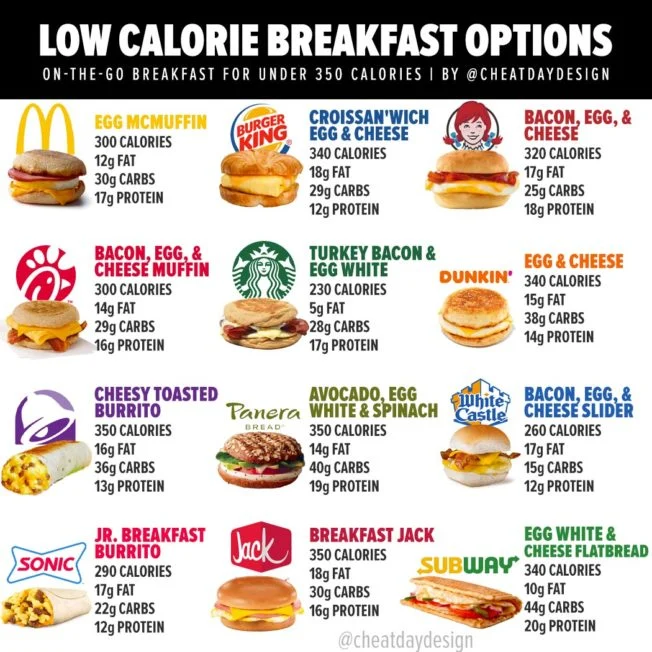 LOW CALORIE BREAKFAST OPTIONS
ON-THE-GO BREAKFAST FOR UNDER 350 CALORIES | BY @CHEATDAYDESIGN
EGG MCMUFFIN
300 CALORIES
12g FAT
30g CARBS
17g PROTEIN
BURGER
KING
CROISSAN'WICH
EGG & CHEESE
340 CALORIES
18g FAT
29g CARBS
12g PROTEIN
BACON, EGG, &
CHEESE
320 CALORIES
17g FAT
25g CARBS
18g PROTEIN
BACON, EGG, &
CHEESE MUFFIN
300 CALORIES
14g FAT
29g CARBS
16g PROTEIN
TURKEY BACON &
EGG WHITE
230 CALORIES
5g FAT
28g CARBS
17g PROTEIN
DUNKIN'
EGG & CHEESE
340 CALORIES
15g FAT
38g CARBS
14g PROTEIN
CHEESY TOASTED
BURRITO
350 CALORIES
16g FAT
36g CARBS
13g PROTEIN
Panera
BREAD
AVOCADO, EGG
WHITE & SPINACH
350 CALORIES
14g FAT
40g CARBS
19g PROTEIN
White
Castle
BACON, EGG, &
CHEESE SLIDER
260 CALORIES
17g FAT
15g CARBS
12g PROTEIN
SONIC
JR. BREAKFAST
BURRITO
290 CALORIES
17g FAT
22g CARBS
12g PROTEIN
Jack
BREAKFAST JACK
350 CALORIES
18g FAT
30g CARBS
16g PROTEIN
SUBWAY
EGG WHITE &
CHEESE FLATBREAD
340 CALORIES
10g FAT
44g CARBS
20g PROTEIN
@cheatdaydesign